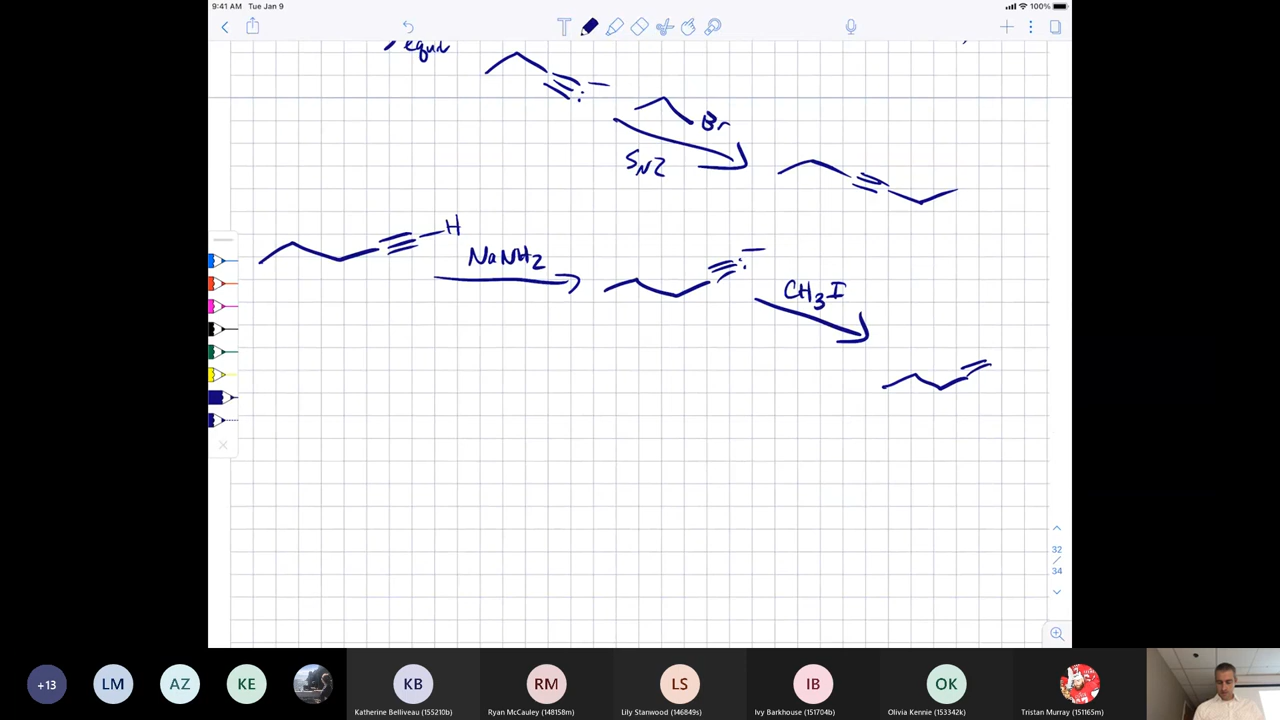 9:41 AM Tue Jan 9
100%
equiv
Br
SN2
H
NaNH2
CH3I
32
/
34
+13
LM
AZ
KE
KB
RM
LS
IB
OK
Katherine Belliveau (155210b)
Ryan McCauley (148158m)
Lily Stanwood (146849s)
Ivy Barkhouse (151704b)
Olivia Kennie (153342k)
Tristan Murray (151165m)